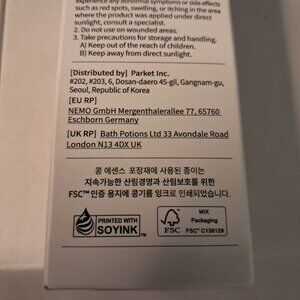 experience any abnormal symptoms or side effects
such as red spots, swelling, or itching in the area
where the product was applied under direct
sunlight, consult a specialist.
2. Do not use on wounded areas.
3. Take precautions for storage and handling.
A) Keep out of the reach of children.
B) Keep away from direct sunlight.
[Distributed by] Parket Inc.
#202, #203, 6, Dosan-daero 45-gil, Gangnam-gu,
Seoul, Republic of Korea
[EU RP]
NEMO GmbH Mergenthalerallee 77, 65760
Eschborn Germany
[UK RP] Bath Potions Ltd 33 Avondale Road
London N13 4DX UK
콩 에센스 포장재에 사용된 종이는
지속가능한 산림경영과 산림보호를 위한
FSC™ 인증 용지에 콩기름 잉크로 인쇄되었습니다.
PRINTED WITH
SOYINK™
FSC
MIX
Packaging
FSC® C136129